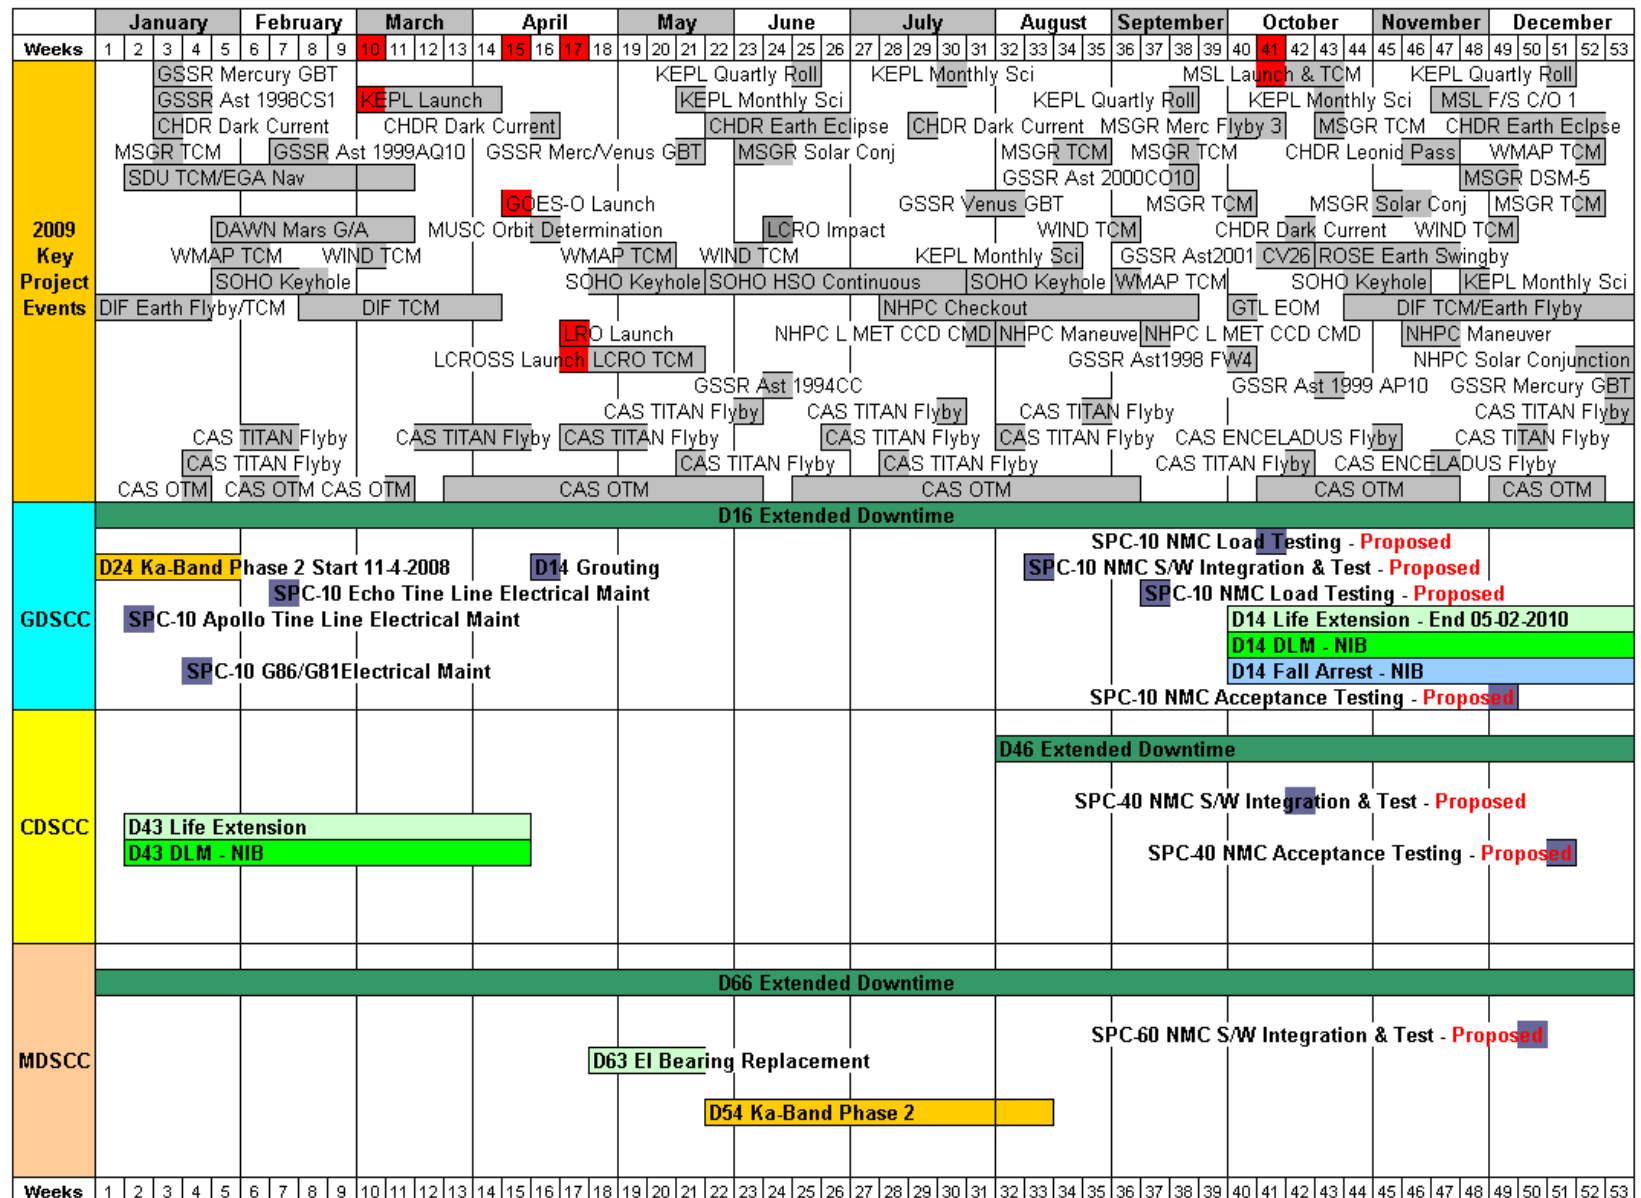 January February March April May June July August September October November December
Weeks 1 2 3 4 5 6 7 8 9 10 11 12 13 14 15 16 17 18 19 20 21 22 23 24 25 26 27 28 29 30 31 32 33 34 35 36 37 38 39 40 41 42 43 44 45 46 47 48 49 50 51 52 53
2009 Key Project Events
GSSR Mercury GBT KEPL Quartly Roll KEPL Monthly Sci MSL Launch & TCM KEPL Quartly Roll
GSSR Ast 1998CS1 KEPL Launch KEPL Monthly Sci KEPL Quartly Roll KEPL Monthly Sci MSL F/S C/O 1
CHDR Dark Current CHDR Dark Current CHDR Earth Eclipse CHDR Dark Current MSGR Merc Flyby 3 MSGR TCM CHDR Earth Eclpse
MSGR TCM GSSR Ast 1999AQ10 GSSR Merc/Venus GBT MSGR Solar Conj MSGR TCM MSGR TCM CHDR Leonid Pass WMAP TCM
SDU TCM/EGA Nav GSSR Ast 2000CO10 MSGR DSM-5
GOES-O Launch GSSR Venus GBT MSGR TCM MSGR Solar Conj MSGR TCM
DAWN Mars G/A MUSC Orbit Determination LCRO Impact WIND TCM CHDR Dark Current WIND TCM
WMAP TCM WIND TCM WMAP TCM WIND TCM KEPL Monthly Sci GSSR Ast2001 CV26 ROSE Earth Swingby
SOHO Keyhole SOHO Keyhole SOHO HSO Continuous SOHO Keyhole WMAP TCM SOHO Keyhole KEPL Monthly Sci
DIF Earth Flyby/TCM DIF TCM NHPC Checkout GTL EOM DIF TCM/Earth Flyby
LRO Launch NHPC L MET CCD CMD NHPC Maneuve NHPC L MET CCD CMD NHPC Maneuver
LCROSS Launch LCRO TCM GSSR Ast1998 FW4 NHPC Solar Conjunction
GSSR Ast 1994CC GSSR Ast 1999 AP10 GSSR Mercury GBT
CAS TITAN Flyby CAS TITAN Flyby CAS TITAN Flyby CAS TITAN Flyby
CAS TITAN Flyby CAS TITAN Flyby CAS TITAN Flyby CAS TITAN Flyby CAS TITAN Flyby CAS ENCELADUS Flyby CAS TITAN Flyby
CAS TITAN Flyby CAS TITAN Flyby CAS TITAN Flyby CAS TITAN Flyby CAS ENCELADUS Flyby
CAS OTM CAS OTM CAS OTM CAS OTM CAS OTM CAS OTM CAS OTM
GDSCC
D16 Extended Downtime
SPC-10 NMC Load Testing - Proposed
D24 Ka-Band Phase 2 Start 11-4-2008 D14 Grouting SPC-10 NMC S/W Integration & Test - Proposed
SPC-10 Echo Tine Line Electrical Maint SPC-10 NMC Load Testing - Proposed
SPC-10 Apollo Tine Line Electrical Maint D14 Life Extension - End 05-02-2010
D14 DLM - NIB
SPC-10 G86/G81Electrical Maint D14 Fall Arrest - NIB
SPC-10 NMC Acceptance Testing - Proposed
CDSCC
D46 Extended Downtime
SPC-40 NMC S/W Integration & Test - Proposed
D43 Life Extension
D43 DLM - NIB SPC-40 NMC Acceptance Testing - Proposed
MDSCC
D66 Extended Downtime
SPC-60 NMC S/W Integration & Test - Proposed
D63 El Bearing Replacement
D54 Ka-Band Phase 2
Weeks 1 2 3 4 5 6 7 8 9 10 11 12 13 14 15 16 17 18 19 20 21 22 23 24 25 26 27 28 29 30 31 32 33 34 35 36 37 38 39 40 41 42 43 44 45 46 47 48 49 50 51 52 53